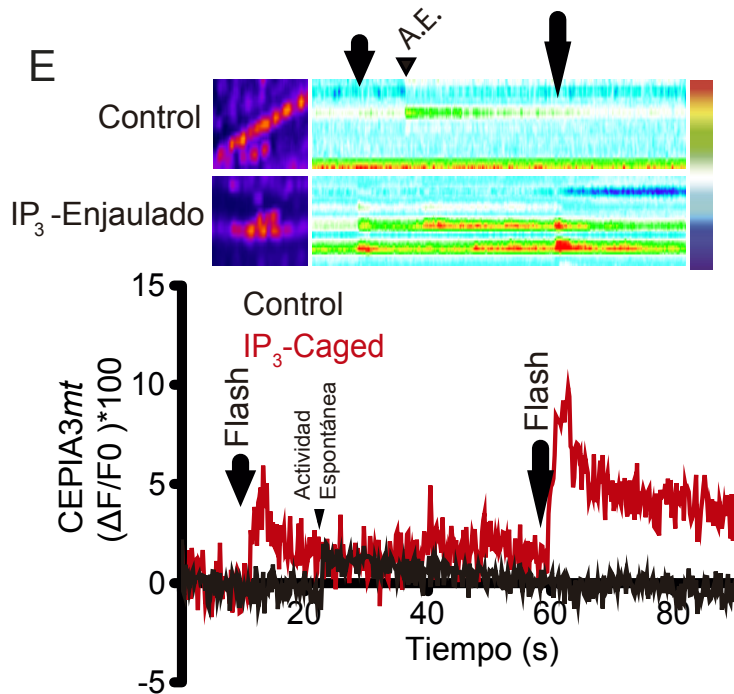 E
A.E.
Control
IP₃-Enjaulado
Control
IP₃-Caged
Flash
Actividad
Espontánea
Flash
CEPIA3mt
(ΔF/F0 )*100
15
10
5
0
-5
20
40
60
80
Tiempo (s)